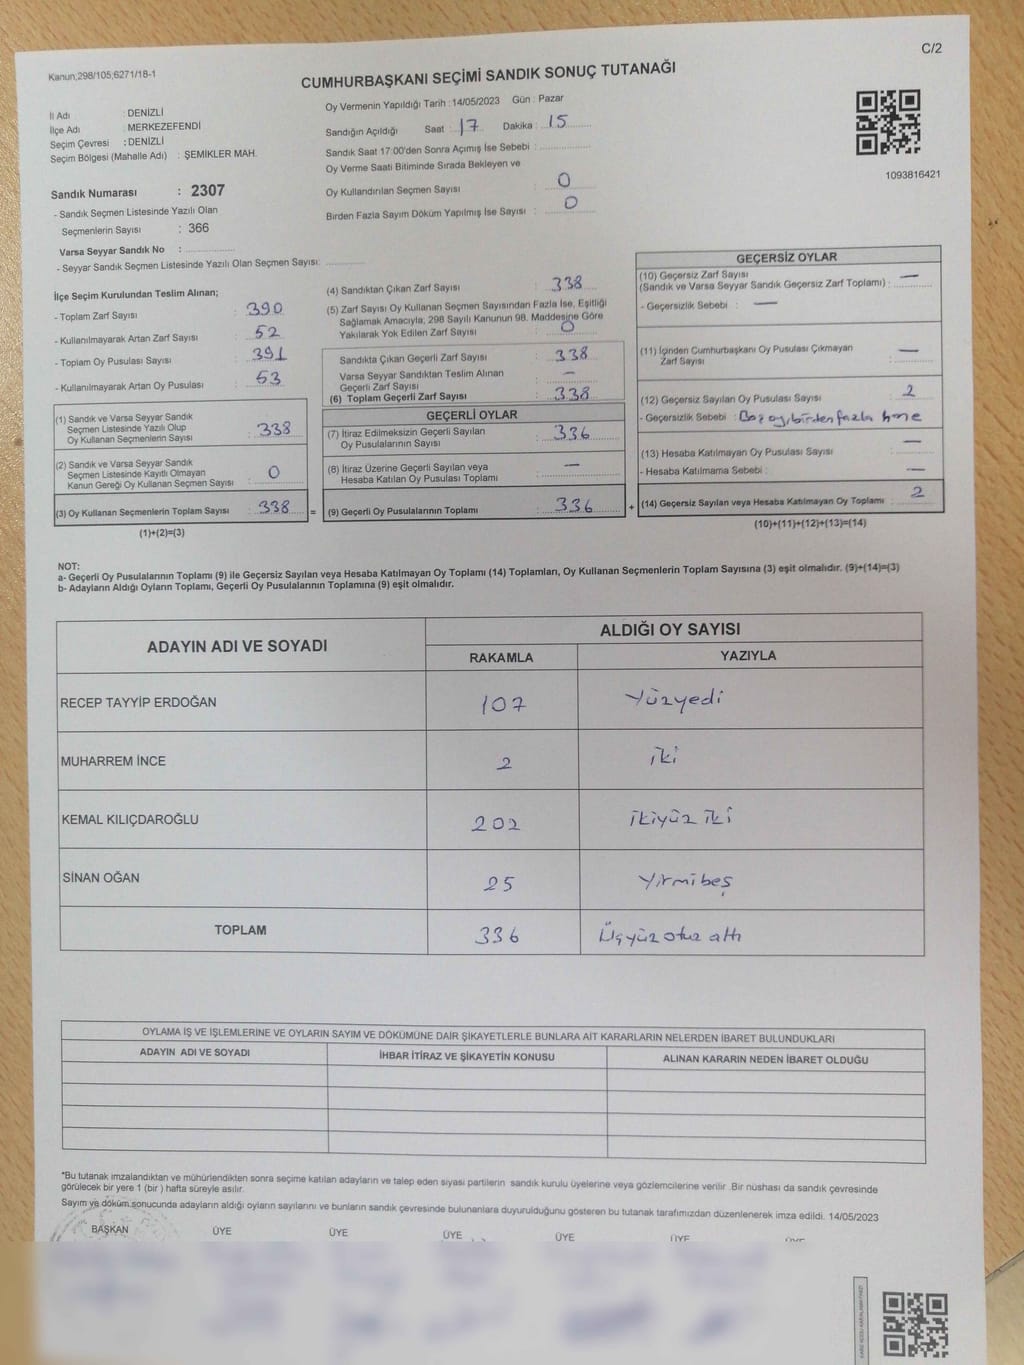 C/2
Kanun;298/105;6271/18-1
CUMHURBAŞKANI SEÇİMİ SANDIK SONUÇ TUTANAĞI
İl Adı : DENİZLİ
İlçe Adı : MERKEZEFENDİ
Seçim Çevresi : DENİZLİ
Seçim Bölgesi (Mahalle Adı) : ŞEMİKLER MAH.
Sandık Numarası : 2307
- Sandık Seçmen Listesinde Yazılı Olan
Seçmenlerin Sayısı : 366
Varsa Seyyar Sandık No :
- Seyyar Sandık Seçmen Listesinde Yazılı Olan Seçmen Sayısı:
Oy Vermenin Yapıldığı Tarih : 14/05/2023 Gün : Pazar
Sandığın Açıldığı Saat : 17 Dakika : 15
Sandık Saat 17:00'den Sonra Açımış İse Sebebi :
Oy Verme Saati Bitiminde Sırada Bekleyen ve
Oy Kullandırılan Seçmen Sayısı : 0
Birden Fazla Sayım Döküm Yapılmış İse Sayısı : 0
1093816421
İlçe Seçim Kurulundan Teslim Alınan;
- Toplam Zarf Sayısı : 390
- Kullanılmayarak Artan Zarf Sayısı : 52
- Toplam Oy Pusulası Sayısı : 391
- Kullanılmayarak Artan Oy Pusulası : 53
(1) Sandık ve Varsa Seyyar Sandık
Seçmen Listesinde Yazılı Olup
Oy Kullanan Seçmenlerin Sayısı : 338
(2) Sandık ve Varsa Seyyar Sandık
Seçmen Listesinde Kayıtlı Olmayan
Kanun Gereği Oy Kullanan Seçmen Sayısı : 0
(3) Oy Kullanan Seçmenlerin Toplam Sayısı : 338 =
(1)+(2)=(3)
(4) Sandıktan Çıkan Zarf Sayısı : 338
(5) Zarf Sayısı Oy Kullanan Seçmen Sayısından Fazla İse, Eşitliği
Sağlamak Amacıyla; 298 Sayılı Kanunun 98. Maddesine Göre
Yakılarak Yok Edilen Zarf Sayısı : 0
Sandıkta Çıkan Geçerli Zarf Sayısı : 338
Varsa Seyyar Sandıktan Teslim Alınan
Geçerli Zarf Sayısı : —
(6) Toplam Geçerli Zarf Sayısı : 338
GEÇERLİ OYLAR
(7) İtiraz Edilmeksizin Geçerli Sayılan
Oy Pusulalarının Sayısı : 336
(8) İtiraz Üzerine Geçerli Sayılan veya
Hesaba Katılan Oy Pusulası Toplamı : —
(9) Geçerli Oy Pusulalarının Toplamı : 336 +
GEÇERSİZ OYLAR
(10) Geçersiz Zarf Sayısı
(Sandık ve Varsa Seyyar Sandık Geçersiz Zarf Toplamı) : —
- Geçersizlik Sebebi : —
(11) İçinden Cumhurbaşkanı Oy Pusulası Çıkmayan
Zarf Sayısı : —
(12) Geçersiz Sayılan Oy Pusulası Sayısı : 2
- Geçersizlik Sebebi : Boş oy, birden fazla
(13) Hesaba Katılmayan Oy Pusulası Sayısı : —
- Hesaba Katılmama Sebebi : —
(14) Geçersiz Sayılan veya Hesaba Katılmayan Oy Toplamı : 2
(10)+(11)+(12)+(13)=(14)
NOT:
a- Geçerli Oy Pusulalarının Toplamı (9) ile Geçersiz Sayılan veya Hesaba Katılmayan Oy Toplamı (14) Toplamları, Oy Kullanan Seçmenlerin Toplam Sayısına (3) eşit olmalıdır. (9)+(14)=(3)
b- Adayların Aldığı Oyların Toplamı, Geçerli Oy Pusulalarının Toplamına (9) eşit olmalıdır.
ADAYIN ADI VE SOYADI ALDIĞI OY SAYISI
RAKAMLA YAZIYLA
RECEP TAYYİP ERDOĞAN 107 Yüzyedi
MUHARREM İNCE 2 iki
KEMAL KILIÇDAROĞLU 202 ikiyüz iki
SİNAN OĞAN 25 Yirmibeş
TOPLAM 336 Üçyüz otuz altı
OYLAMA İŞ VE İŞLEMLERİNE VE OYLARIN SAYIM VE DÖKÜMÜNE DAİR ŞİKAYETLERLE BUNLARA AİT KARARLARIN NELERDEN İBARET BULUNDUKLARI
ADAYIN ADI VE SOYADI İHBAR İTİRAZ VE ŞİKAYETİN KONUSU ALINAN KARARIN NEDEN İBARET OLDUĞU
*Bu tutanak imzalandıktan ve mühürlendikten sonra seçime katılan adayların ve talep eden siyasi partilerin sandık kurulu üyelerine veya gözlemcilerine verilir .Bir nüshası da sandık çevresinde
görülecek bir yere 1 (bir ) hafta süreyle asılır.
Sayım ve döküm sonucunda adayların aldığı oyların sayılarını ve bunların sandık çevresinde bulunanlara duyurulduğunu gösteren bu tutanak tarafımızdan düzenlenerek imza edildi. 14/05/2023
BAŞKAN ÜYE ÜYE ÜYE ÜYE ÜYE ÜYE